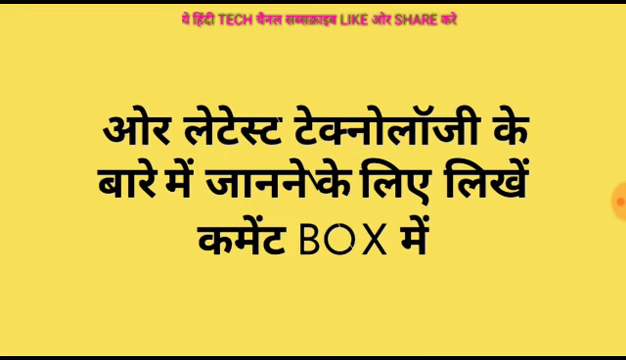 ये हिंदी TECH चैनल सब्सक्राइब LIKE ओर SHARE करे
ओर लेटेस्ट टेक्नोलॉजी के
बारे में जानने के लिए लिखें
कमेंट BOX में